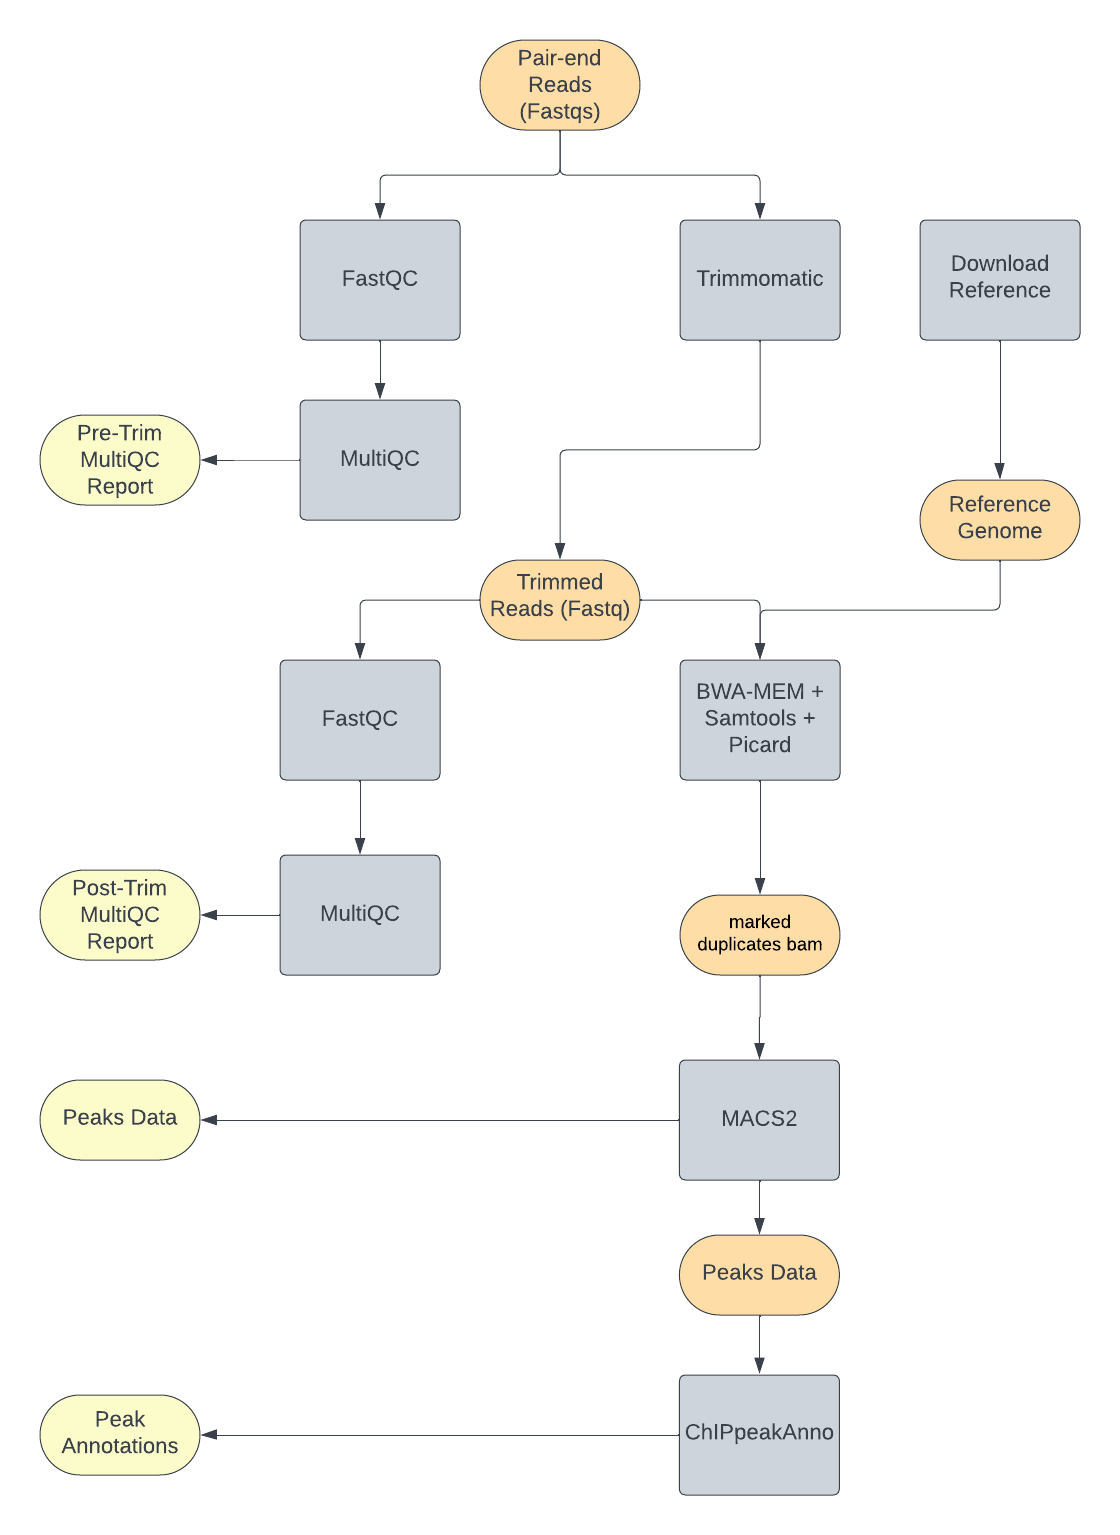 Pair-end
Reads
(Fastqs)
FastQC
Trimmomatic
Download
Reference
Pre-Trim
MultiQC
Report
MultiQC
Reference
Genome
Trimmed
Reads (Fastq)
FastQC
BWA-MEM +
Samtools +
Picard
Post-Trim
MultiQC
Report
MultiQC
marked
duplicates bam
Peaks Data
MACS2
Peaks Data
Peak
Annotations
ChIPpeakAnno